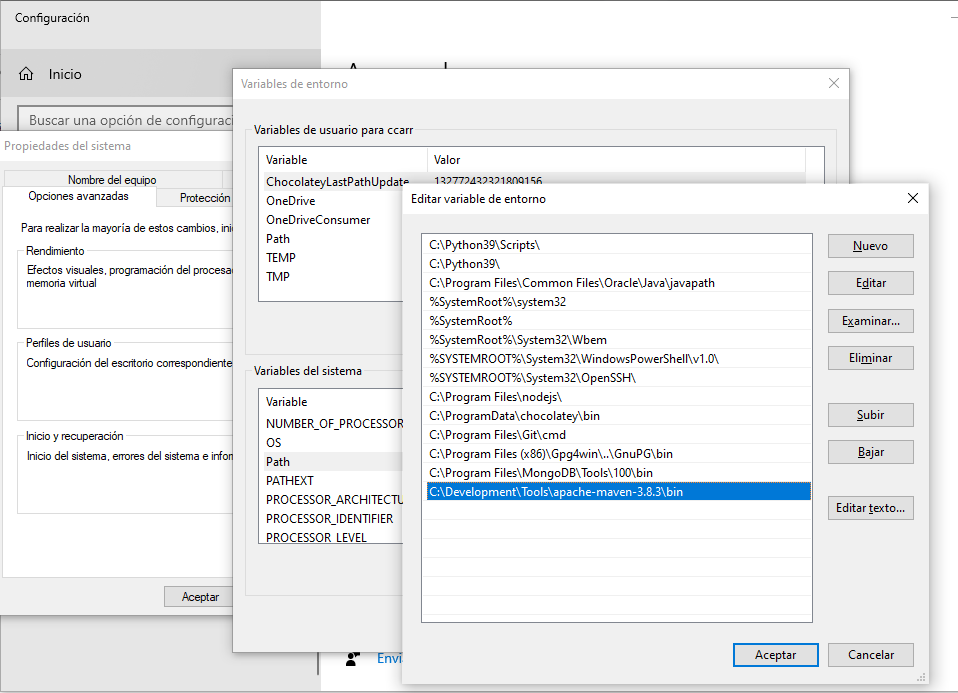 Configuración
Inicio
Buscar una opción de configuraci
Propiedades del sistema
Nombre del equipo
Opciones avanzadas
Protección
Para realizar la mayoría de estos cambios, inic
Rendimiento
Efectos visuales, programación del procesad
memoria virtual
Perfiles de usuario
Configuración del escritorio correspondiente
Inicio y recuperación
Inicio del sistema, errores del sistema e inform
Aceptar
Variables de entorno
Variables de usuario para ccarr
Variable Valor
ChocolateyLastPathUpdate 132772432321809156
OneDrive
OneDriveConsumer
Path
TEMP
TMP
Variables del sistema
Variable
NUMBER_OF_PROCESSOR
OS
Path
PATHEXT
PROCESSOR_ARCHITECTU
PROCESSOR_IDENTIFIER
PROCESSOR_LEVEL
Envia
Editar variable de entorno
C:\Python39\Scripts\
C:\Python39\
C:\Program Files\Common Files\Oracle\Java\javapath
%SystemRoot%\system32
%SystemRoot%
%SystemRoot%\System32\Wbem
%SYSTEMROOT%\System32\WindowsPowerShell\v1.0\
%SYSTEMROOT%\System32\OpenSSH\
C:\Program Files\nodejs\
C:\ProgramData\chocolatey\bin
C:\Program Files\Git\cmd
C:\Program Files (x86)\Gpg4win\..\GnuPG\bin
C:\Program Files\MongoDB\Tools\100\bin
C:\Development\Tools\apache-maven-3.8.3\bin
Nuevo
Editar
Examinar...
Eliminar
Subir
Bajar
Editar texto...
Aceptar
Cancelar